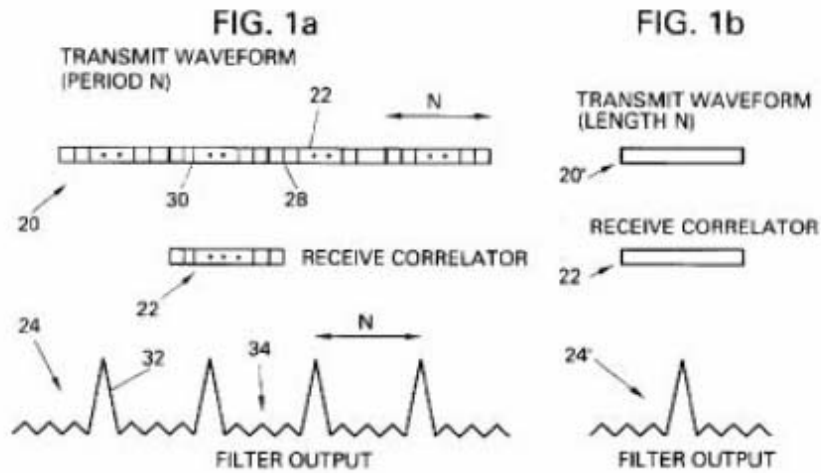 FIG. 1a
TRANSMIT WAVEFORM
(PERIOD N)
22
N
20
30
28
RECEIVE CORRELATOR
22
24
32
34
N
FILTER OUTPUT
FIG. 1b
TRANSMIT WAVEFORM
(LENGTH N)
20'
RECEIVE CORRELATOR
22
24'
FILTER OUTPUT